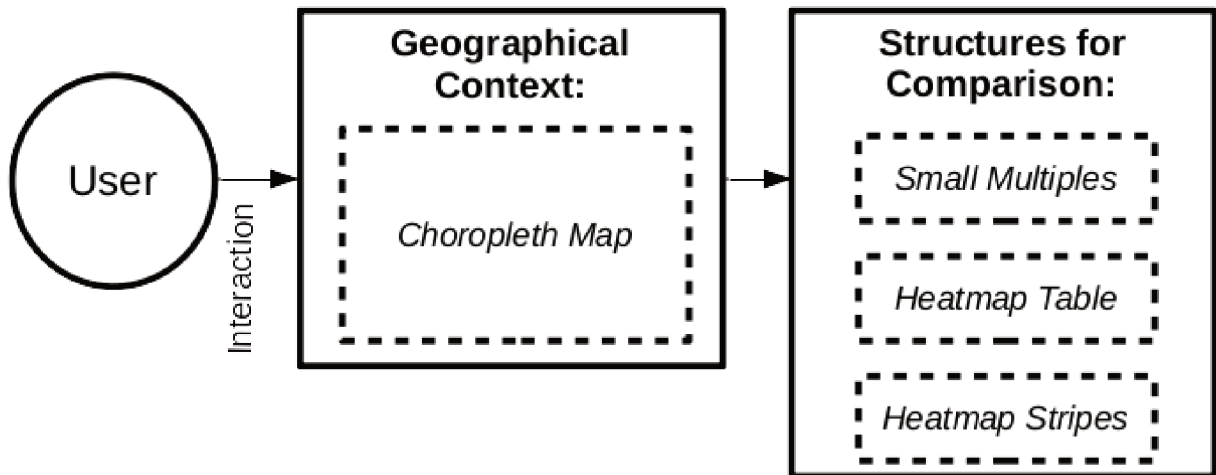 User
Interaction
Geographical
Context:
Choropleth Map
Structures for
Comparison:
Small Multiples
Heatmap Table
Heatmap Stripes